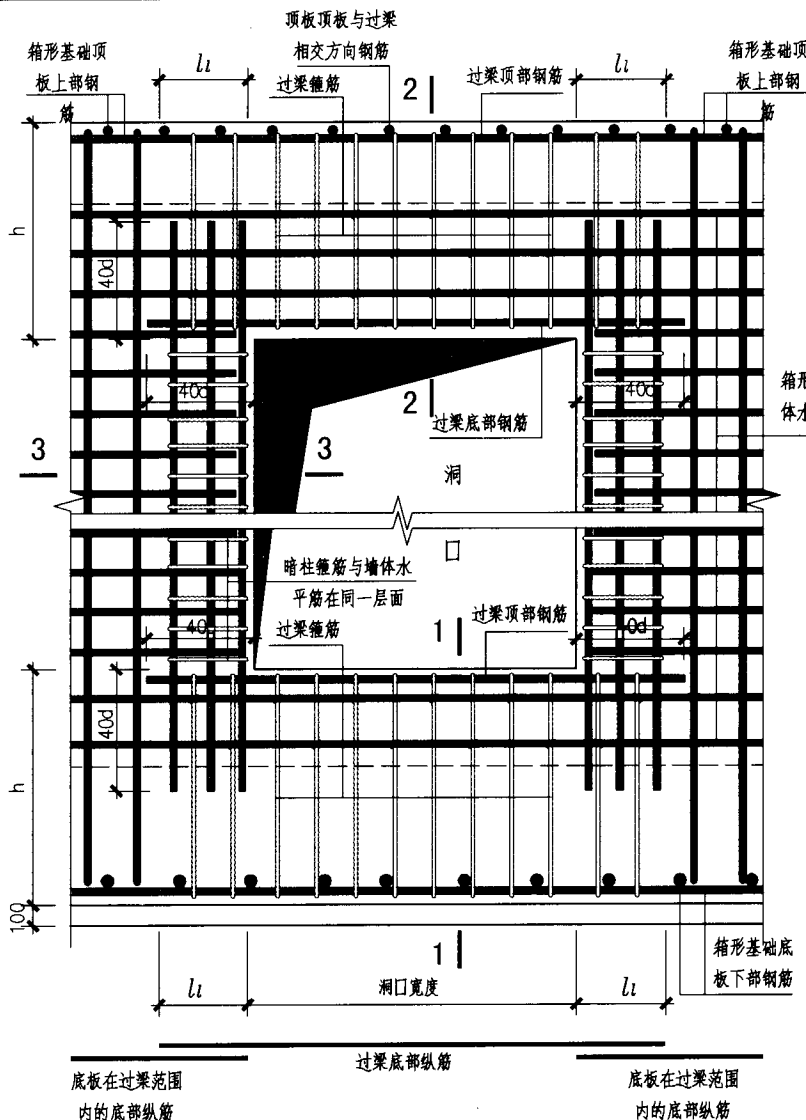 顶板顶板与过梁
相交方向钢筋
箱形基础顶
板上部钢
筋
l₁
过梁箍筋
2
过梁顶部钢筋
l₁
箱形基础顶
板上部钢
筋
h
40d
40d
2
40d
箱形
体水
过梁底部钢筋
3
3
洞
口
暗柱箍筋与墙体水
平筋在同一层面
40d
过梁箍筋
1
过梁顶部钢筋
40d
40d
h
100
1
箱形基础底
板下部钢筋
l₁
洞口宽度
l₁
过梁底部纵筋
底板在过梁范围
内的底部纵筋
底板在过梁范围
内的底部纵筋